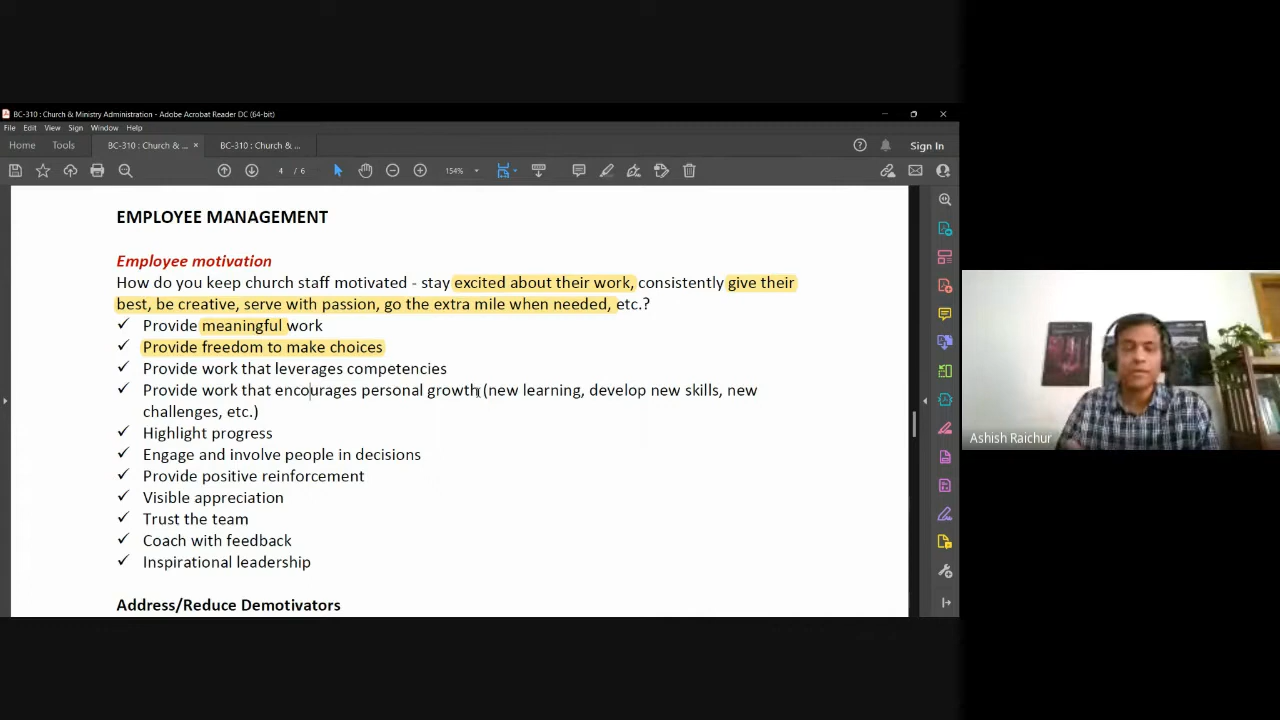 BC-310 : Church & Ministry Administration - Adobe Acrobat Reader DC (64-bit)
File Edit View Sign Window Help
Home Tools BC-310 : Church & ... × BC-310 : Church & ... Sign In
4 / 6 154%
EMPLOYEE MANAGEMENT
Employee motivation
How do you keep church staff motivated - stay excited about their work, consistently give their
best, be creative, serve with passion, go the extra mile when needed, etc.?
✓ Provide meaningful work
✓ Provide freedom to make choices
✓ Provide work that leverages competencies
✓ Provide work that encourages personal growth (new learning, develop new skills, new
challenges, etc.)
✓ Highlight progress
✓ Engage and involve people in decisions
✓ Provide positive reinforcement
✓ Visible appreciation
✓ Trust the team
✓ Coach with feedback
✓ Inspirational leadership
Address/Reduce Demotivators
Ashish Raichur